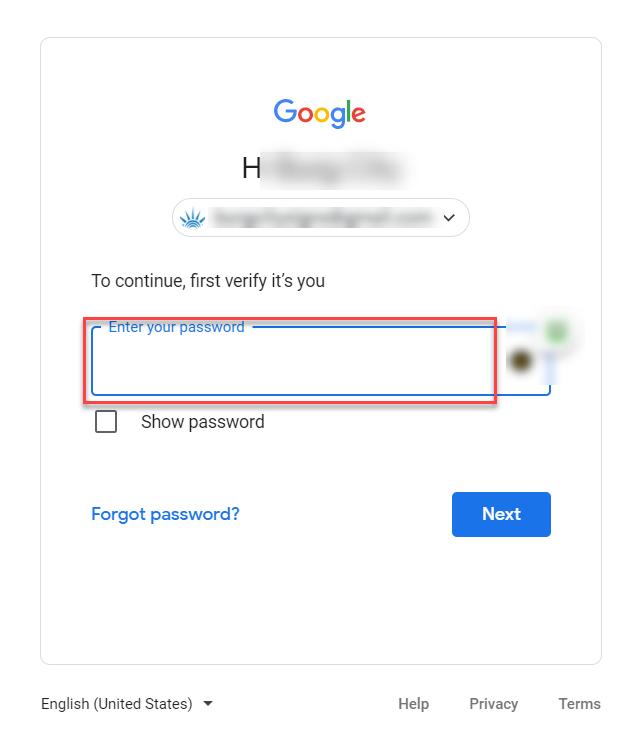 Google
H
To continue, first verify it’s you
Enter your password
Show password
Forgot password?
Next
English (United States)
Help Privacy Terms